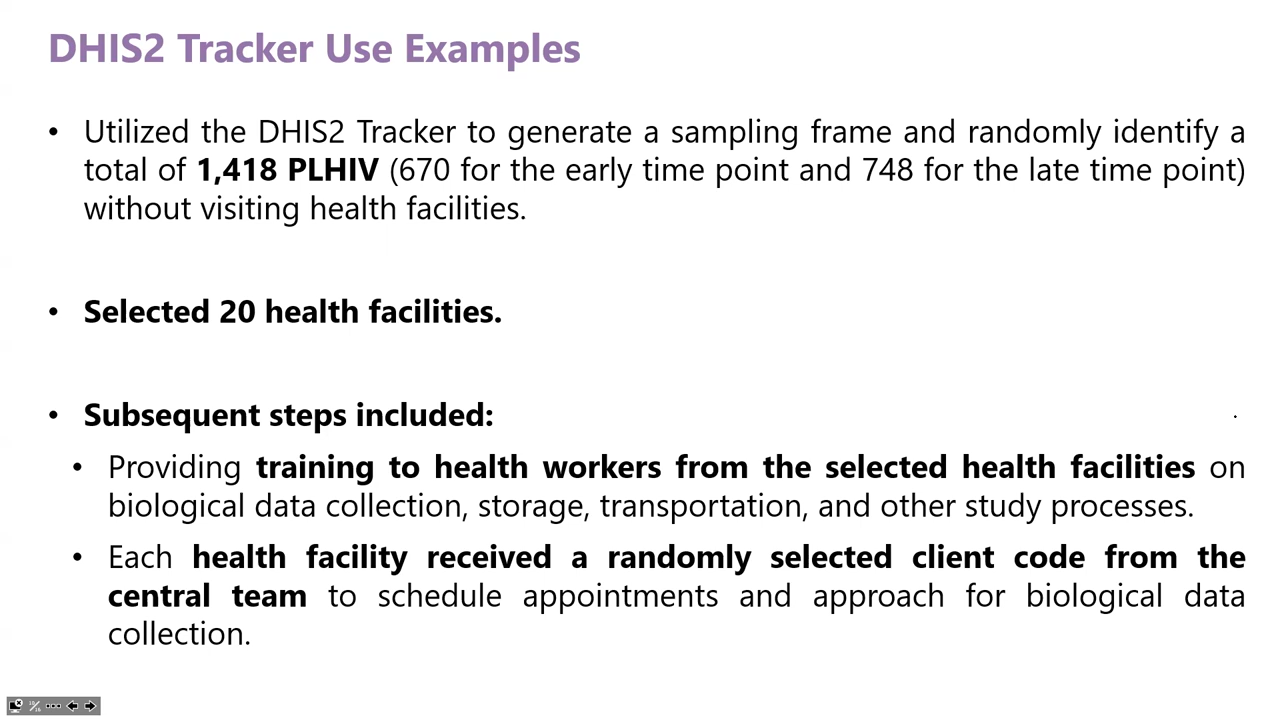 DHIS2 Tracker Use Examples
• Utilized the DHIS2 Tracker to generate a sampling frame and randomly identify a
total of 1,418 PLHIV (670 for the early time point and 748 for the late time point)
without visiting health facilities.
• Selected 20 health facilities.
• Subsequent steps included:
• Providing training to health workers from the selected health facilities on
biological data collection, storage, transportation, and other study processes.
• Each health facility received a randomly selected client code from the
central team to schedule appointments and approach for biological data
collection.